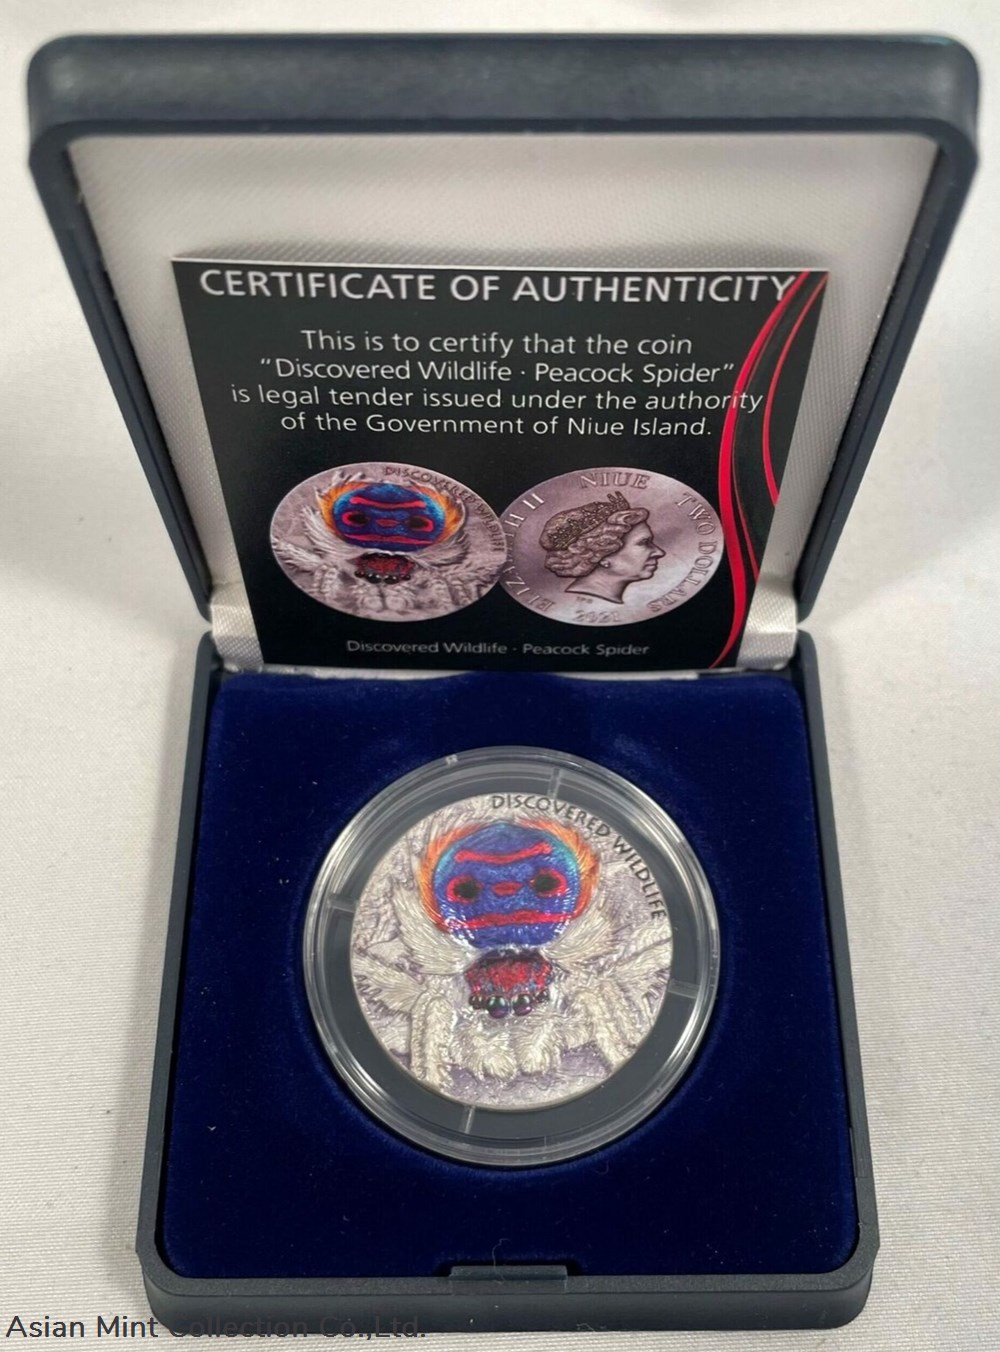 CERTIFICATE OF AUTHENTICITY
This is to certify that the coin
"Discovered Wildlife · Peacock Spider"
is legal tender issued under the authority
of the Government of Niue Island.
DISCOVERED WILDLIFE
ELIZABETH II NIUE TWO DOLLARS
2021
Discovered Wildlife · Peacock Spider
DISCOVERED WILDLIFE
Asian Mint Collection Co.,Ltd.